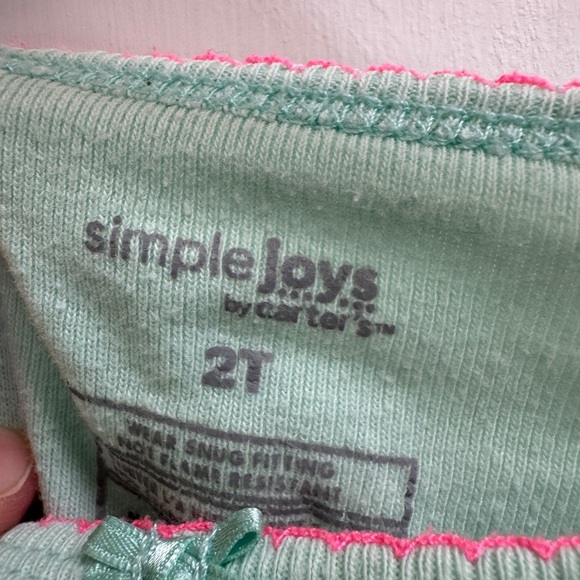 simple joys
by carter's™
2T
WEAR SNUG FITTING
NOT FLAME RESISTANT